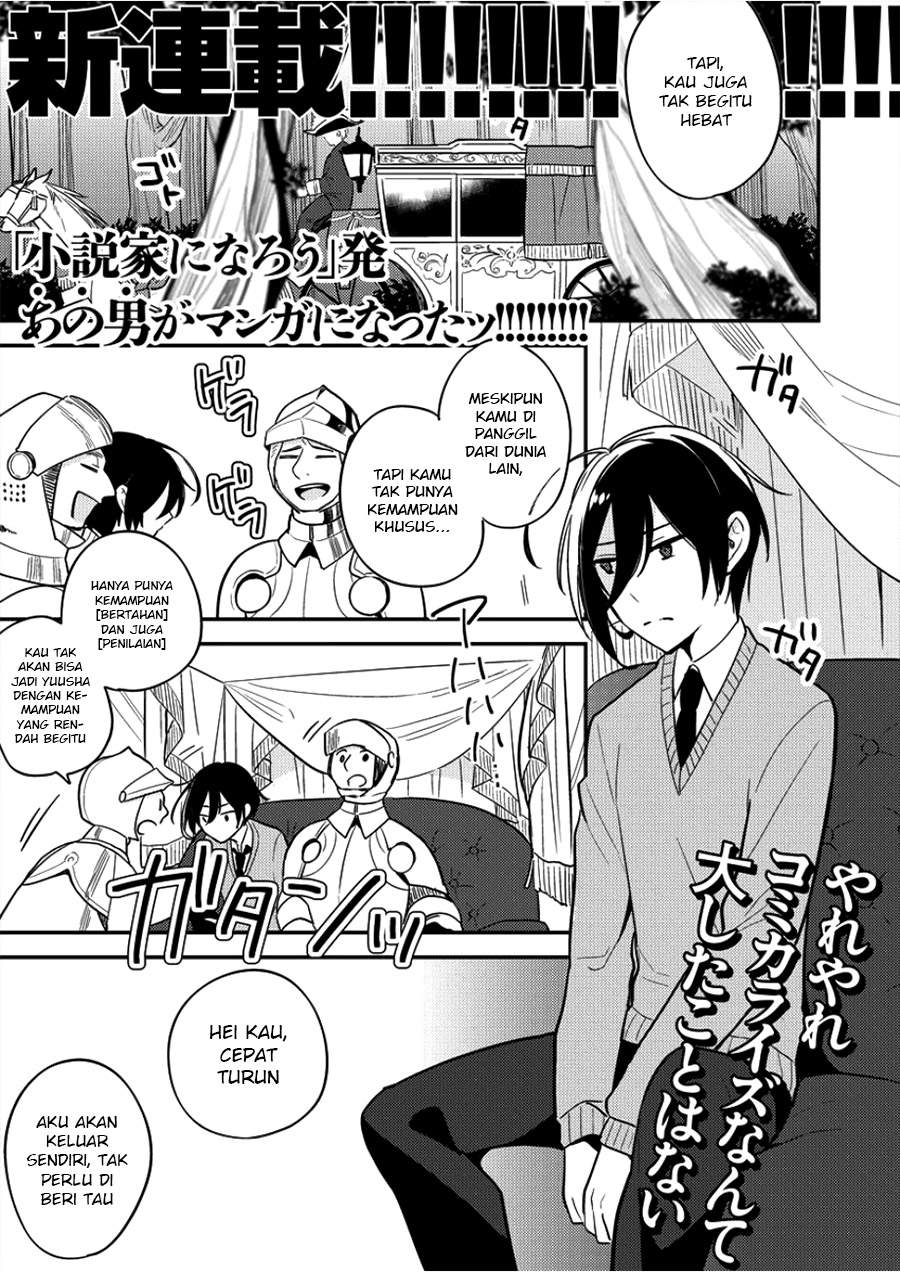 新連載!!!!!!!!!!!!
TAPI,
KAU JUGA
TAK BEGITU
HEBAT
タ
ゴト
「小説家になろう」発
あの男がマンガになったッ!!!!!!!!!!
ガタ
MESKIPUN
KAMU DI
PANGGIL
DARI DUNIA
LAIN,
TAPI KAMU
TAK PUNYA
KEMAMPUAN
KHUSUS...
ゲラ
ゲラ
HANYA PUNYA
KEMAMPUAN
[BERTAHAN]
DAN JUGA
[PENILAIAN]
KAU TAK
AKAN BISA
JADI YUUSHA
DENGAN KE-
MAMPUAN
YANG REN-
DAH BEGITU
ガタ
ガタンッ
やれやれ
コミカライズなんて
大したことはない
HEI KAU,
CEPAT
TURUN
AKU AKAN
KELUAR
SENDIRI, TAK
PERLU DI
BERI TAU